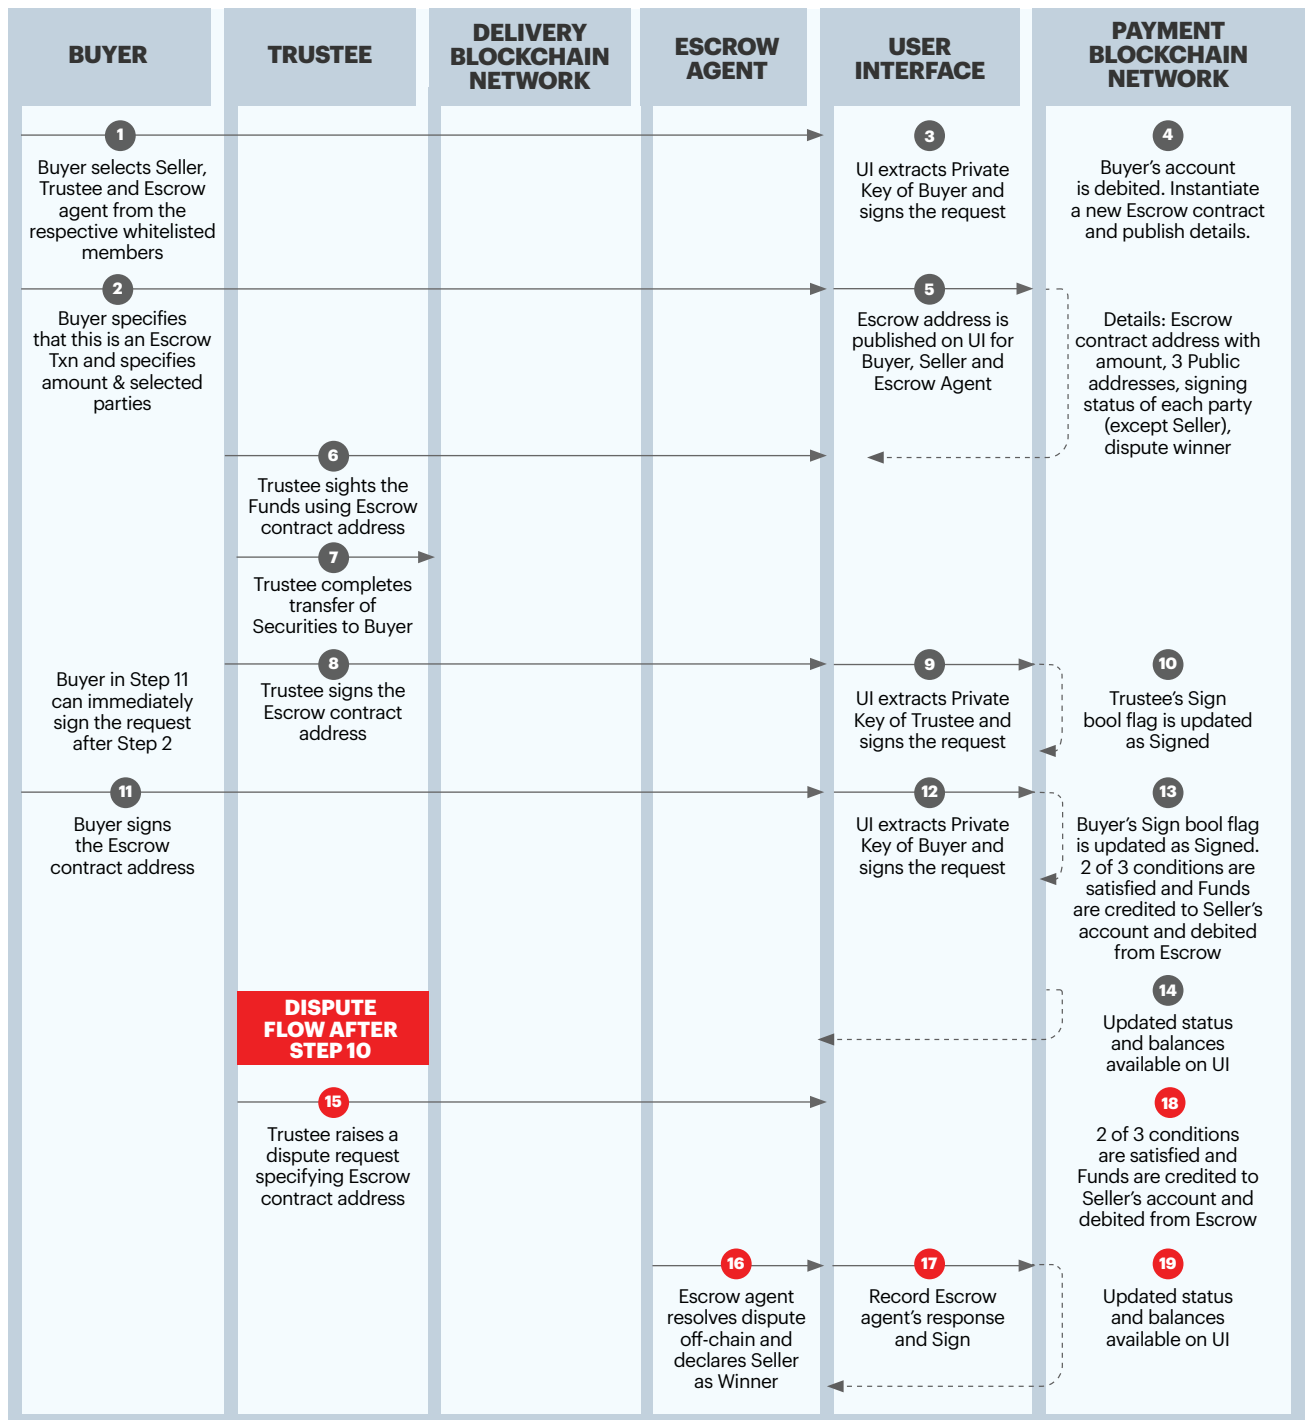 BUYER
TRUSTEE
DELIVERY
BLOCKCHAIN
NETWORK
ESCROW
AGENT
USER
INTERFACE
PAYMENT
BLOCKCHAIN
NETWORK
1
Buyer selects Seller,
Trustee and Escrow
agent from the
respective whitelisted
members
3
UI extracts Private
Key of Buyer and
signs the request
4
Buyer’s account
is debited. Instantiate
a new Escrow contract
and publish details.
2
Buyer specifies
that this is an Escrow
Txn and specifies
amount & selected
parties
5
Escrow address is
published on UI for
Buyer, Seller and
Escrow Agent
Details: Escrow
contract address with
amount, 3 Public
addresses, signing
status of each party
(except Seller),
dispute winner
6
Trustee sights the
Funds using Escrow
contract address
7
Trustee completes
transfer of
Securities to Buyer
Buyer in Step 11
can immediately
sign the request
after Step 2
8
Trustee signs the
Escrow contract
address
9
UI extracts Private
Key of Trustee and
signs the request
10
Trustee’s Sign
bool flag is updated
as Signed
11
Buyer signs
the Escrow
contract address
12
UI extracts Private
Key of Buyer and
signs the request
13
Buyer’s Sign bool flag
is updated as Signed.
2 of 3 conditions are
satisfied and Funds
are credited to Seller’s
account and debited
from Escrow
14
Updated status
and balances
available on UI
DISPUTE
FLOW AFTER
STEP 10
15
Trustee raises a
dispute request
specifying Escrow
contract address
18
2 of 3 conditions
are satisfied and
Funds are credited to
Seller’s account and
debited from Escrow
16
Escrow agent
resolves dispute
off-chain and
declares Seller
as Winner
17
Record Escrow
agent’s response
and Sign
19
Updated status
and balances
available on UI